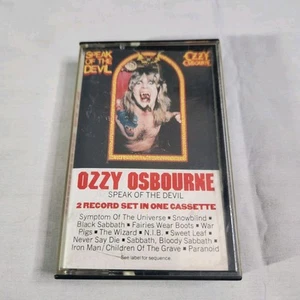 SPEAK OF THE DEVIL
OZZY OSBOURNE
OZZY OSBOURNE
SPEAK OF THE DEVIL
2 RECORD SET IN ONE CASSETTE
Symptom Of The Universe • Snowblind •
Black Sabbath • Fairies Wear Boots • War
Pigs • The Wizard • N.I.B. • Sweet Leaf •
Never Say Die • Sabbath, Bloody Sabbath •
Iron Man/Children Of The Grave • Paranoid
See label for sequence.